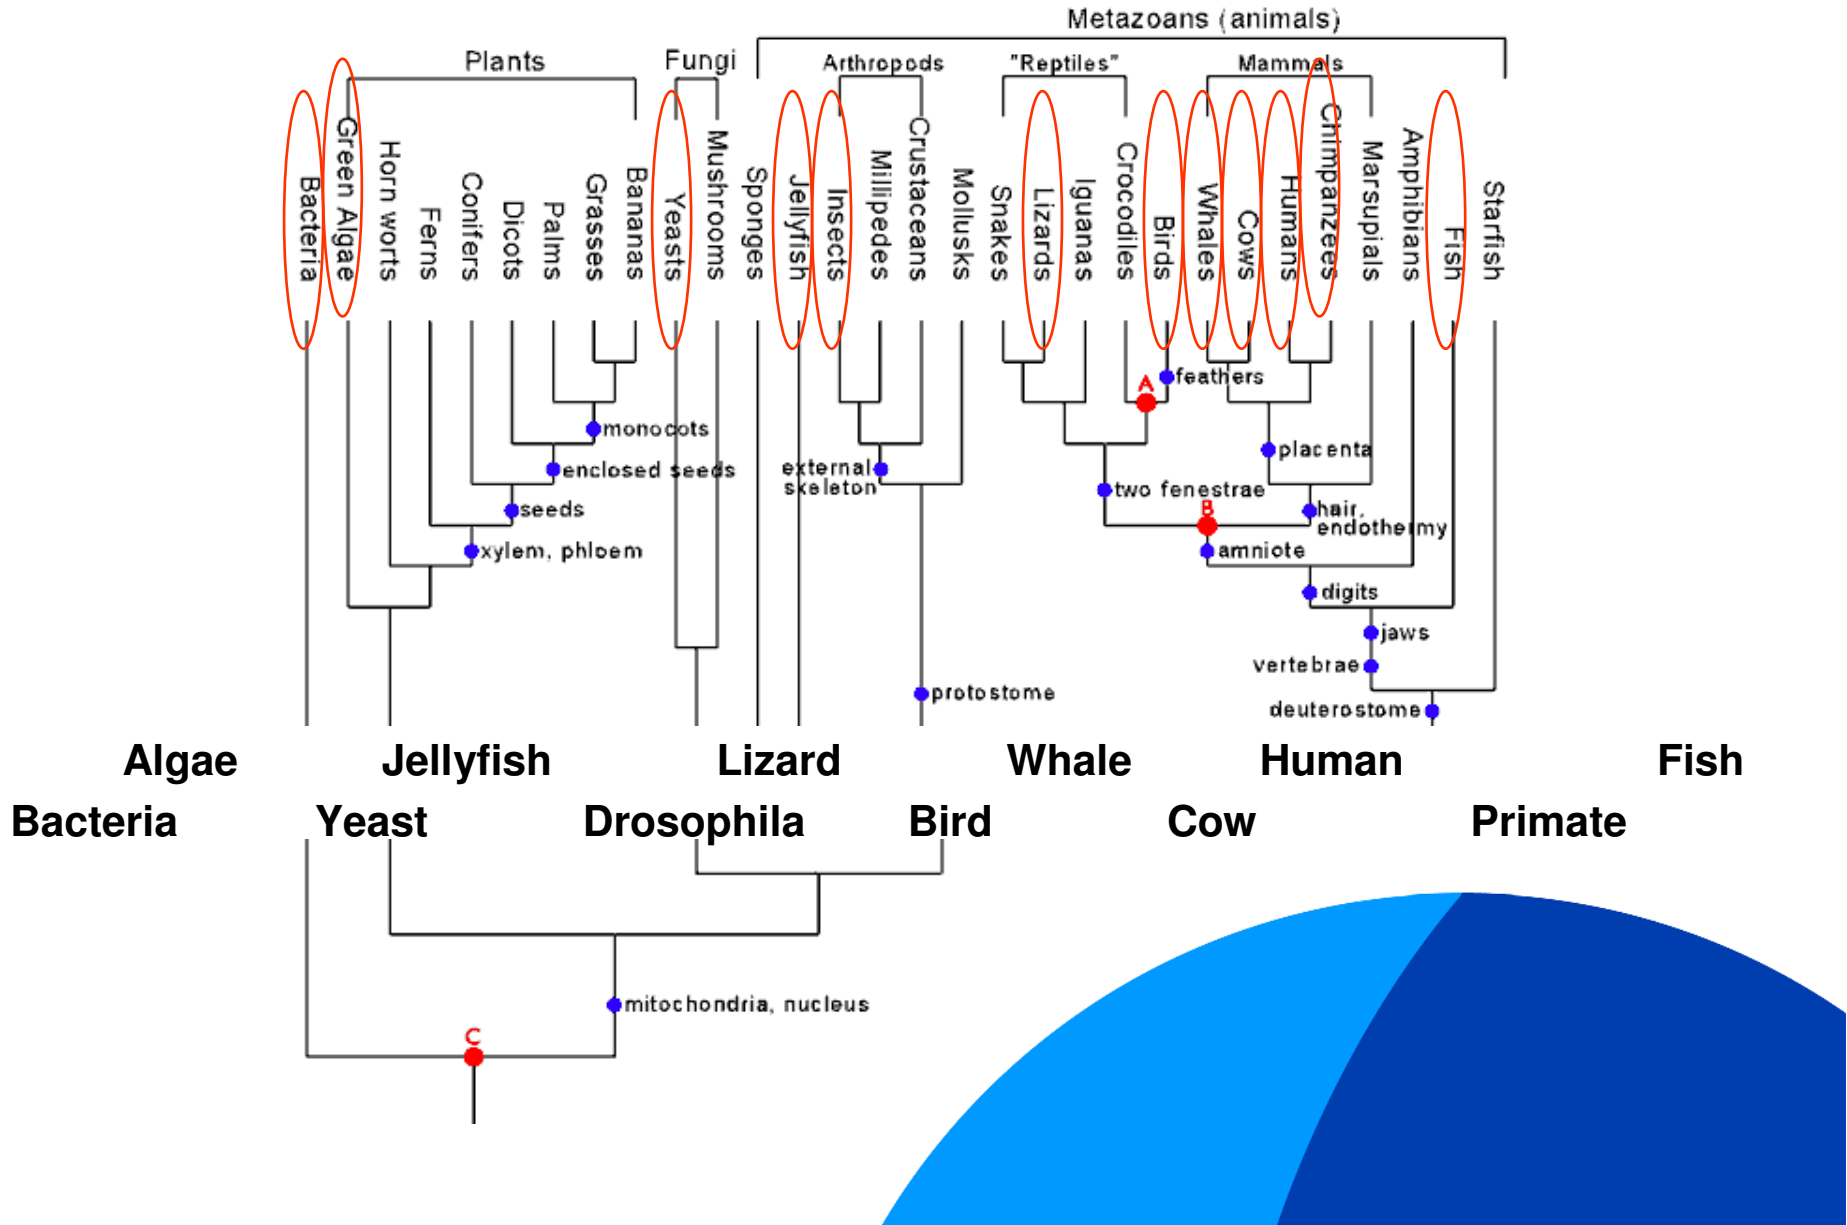 Metazoans (animals)
Plants
Fungi
Arthropods
"Reptiles"
Mammals
Bacteria
Green Algae
Horn worts
Ferns
Conifers
Dicots
Palms
Grasses
Bananas
Yeasts
Mushrooms
Sponges
Jellyfish
Insects
Millipedes
Crustaceans
Mollusks
Snakes
Lizards
Iguanas
Crocodiles
Birds
Whales
Cows
Humans
Chimpanzees
Marsupials
Amphibians
Fish
Starfish
A
feathers
monocots
placenta
enclosed seeds
external
skeleton
two fenestrae
B
seeds
hair,
endothermy
xylem, phloem
amniote
digits
jaws
vertebrae
protostome
deuterostome
Algae Jellyfish Lizard Whale Human Fish
Bacteria Yeast Drosophila Bird Cow Primate
mitochondria, nucleus
C